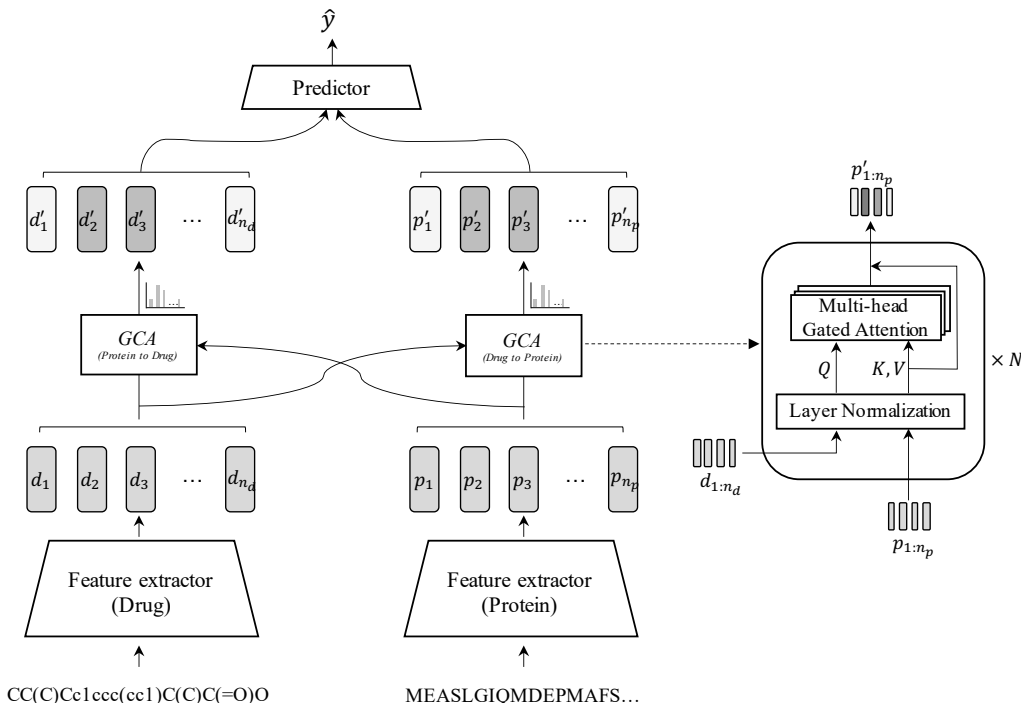 ŷ
Predictor
d′₁ d′₂ d′₃ … d′ₙd
p′₁ p′₂ p′₃ … p′ₙp
p′₁:ₙp
...
...
GCA
(Protein to Drug)
GCA
(Drug to Protein)
Multi-head
Gated Attention
Q
K, V
× N
Layer Normalization
d₁:ₙd
p₁:ₙp
d₁ d₂ d₃ … dₙd
p₁ p₂ p₃ … pₙp
Feature extractor
(Drug)
Feature extractor
(Protein)
CC(C)Cc1ccc(cc1)C(C)C(=O)O
MEASLGIQMDEPMAFS…